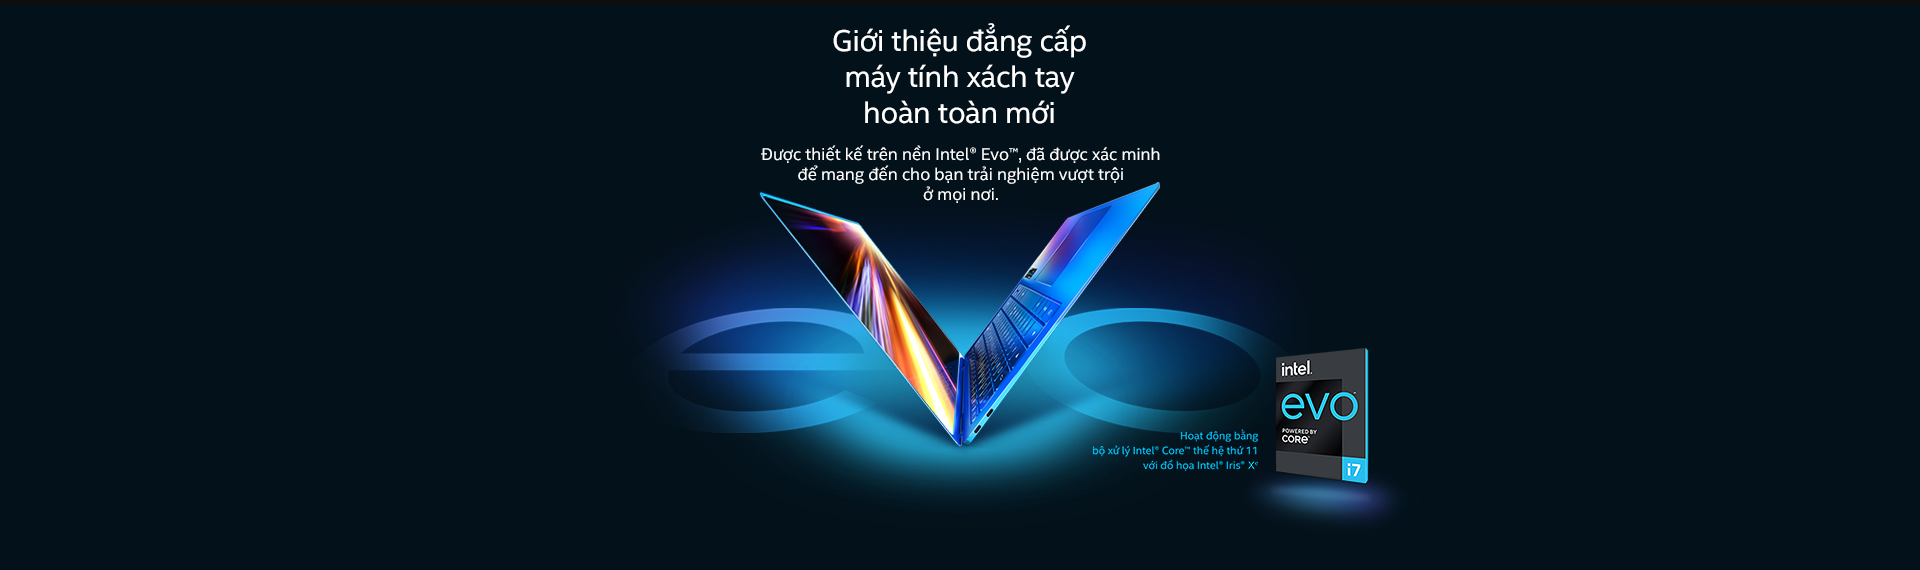 Giới thiệu đẳng cấp
máy tính xách tay
hoàn toàn mới
Được thiết kế trên nền Intel® Evo™, đã được xác minh
để mang đến cho bạn trải nghiệm vượt trội
ở mọi nơi.
Hoạt động bằng
bộ xử lý Intel® Core™ thế hệ thứ 11
với đồ họa Intel® Iris® Xᵉ
intel.
evo
POWERED BY
CORE™
i7